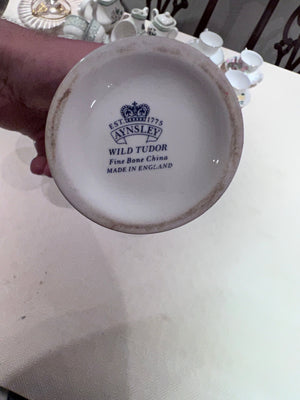 EST. 1775
AYNSLEY
WILD TUDOR
Fine Bone China
MADE IN ENGLAND